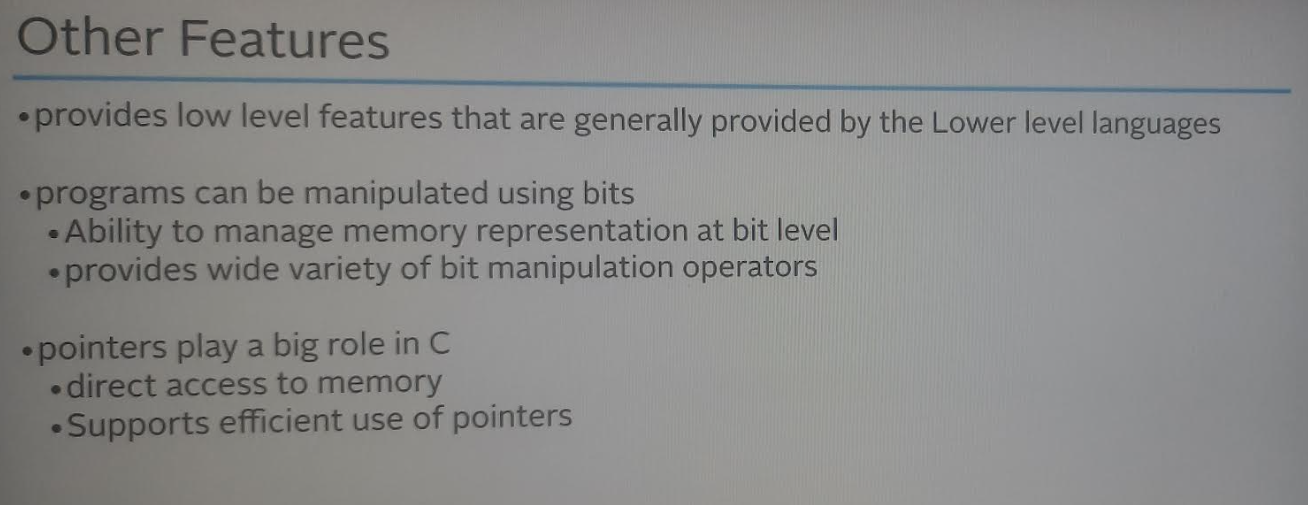 Other Features
•provides low level features that are generally provided by the Lower level languages
•programs can be manipulated using bits
•Ability to manage memory representation at bit level
•provides wide variety of bit manipulation operators
•pointers play a big role in C
•direct access to memory
•Supports efficient use of pointers